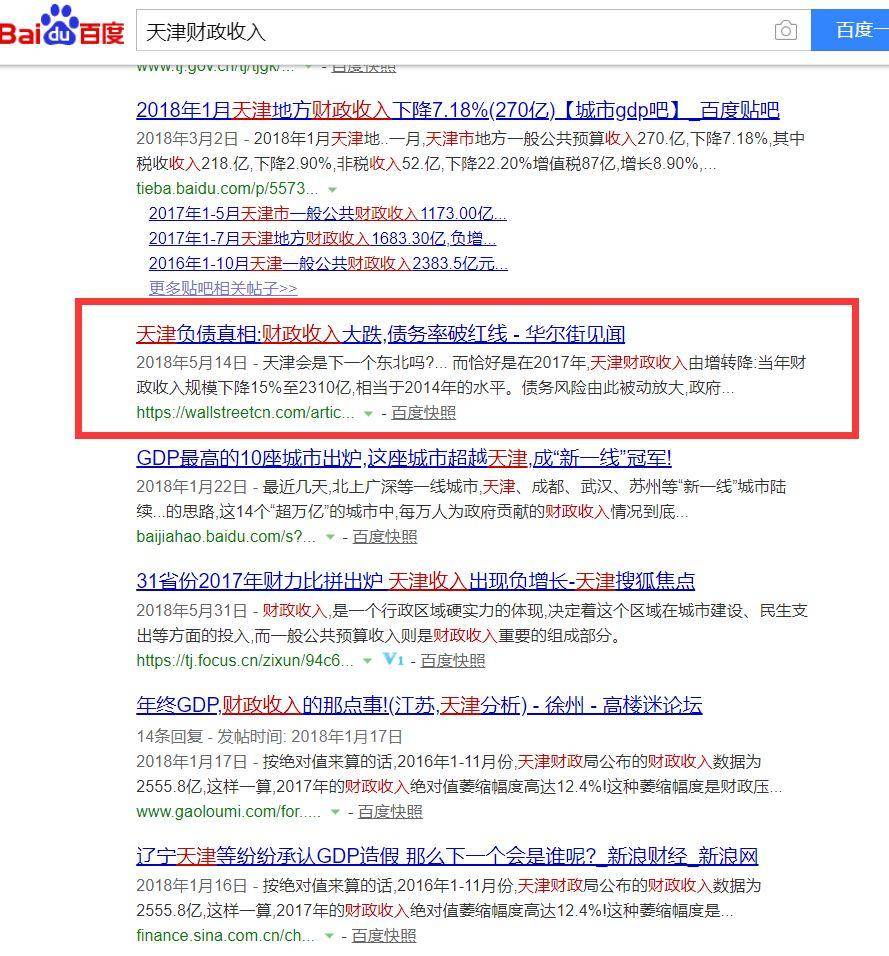 Bai du 百度
天津财政收入
百度一
www.tj.gov.cn/tj/tjgk/... - 百度快照
2018年1月天津地方财政收入下降7.18%(270亿)【城市gdp吧】_百度贴吧
2018年3月2日 - 2018年1月天津地..一月,天津市地方一般公共预算收入270.亿,下降7.18%,其中
税收收入218.亿,下降2.90%,非税收入52.亿,下降22.20%增值税87亿,增长8.90%,...
tieba.baidu.com/p/5573...
2017年1-5月天津市一般公共财政收入1173.00亿...
2017年1-7月天津地方财政收入1683.30亿,负增...
2016年1-10月天津一般公共财政收入2383.5亿元...
更多贴吧相关帖子>>
天津负债真相:财政收入大跌,债务率破红线 - 华尔街见闻
2018年5月14日 - 天津会是下一个东北吗?... 而恰好是在2017年,天津财政收入由增转降:当年财
政收入规模下降15%至2310亿,相当于2014年的水平。债务风险由此被动放大,政府...
https://wallstreetcn.com/artic... - 百度快照
GDP最高的10座城市出炉,这座城市超越天津,成“新一线”冠军!
2018年1月22日 - 最近几天,北上广深等一线城市,天津、成都、武汉、苏州等“新一线”城市陆
续...的思路,这14个“超万亿”的城市中,每万人为政府贡献的财政收入情况到底...
baijiahao.baidu.com/s?... - 百度快照
31省份2017年财力比拼出炉 天津收入出现负增长-天津搜狐焦点
2018年5月31日 - 财政收入,是一个行政区域硬实力的体现,决定着这个区域在城市建设、民生支
出等方面的投入,而一般公共预算收入则是财政收入重要的组成部分。
https://tj.focus.cn/zixun/94c6... V1 - 百度快照
年终GDP,财政收入的那点事!(江苏,天津分析) - 徐州 - 高楼迷论坛
14条回复 - 发帖时间: 2018年1月17日
2018年1月17日 - 按绝对值来算的话,2016年1-11月份,天津财政局公布的财政收入数据为
2555.8亿,这样一算,2017年的财政收入绝对值萎缩幅度高达12.4%!这种萎缩幅度是财政压...
www.gaoloumi.com/for..... - 百度快照
辽宁天津等纷纷承认GDP造假 那么下一个会是谁呢?_新浪财经_新浪网
2018年1月16日 - 按绝对值来算的话,2016年1-11月份,天津财政局公布的财政收入数据为
2555.8亿,这样一算,2017年的财政收入绝对值萎缩幅度高达12.4%!这种萎缩幅度是...
finance.sina.com.cn/ch... - 百度快照